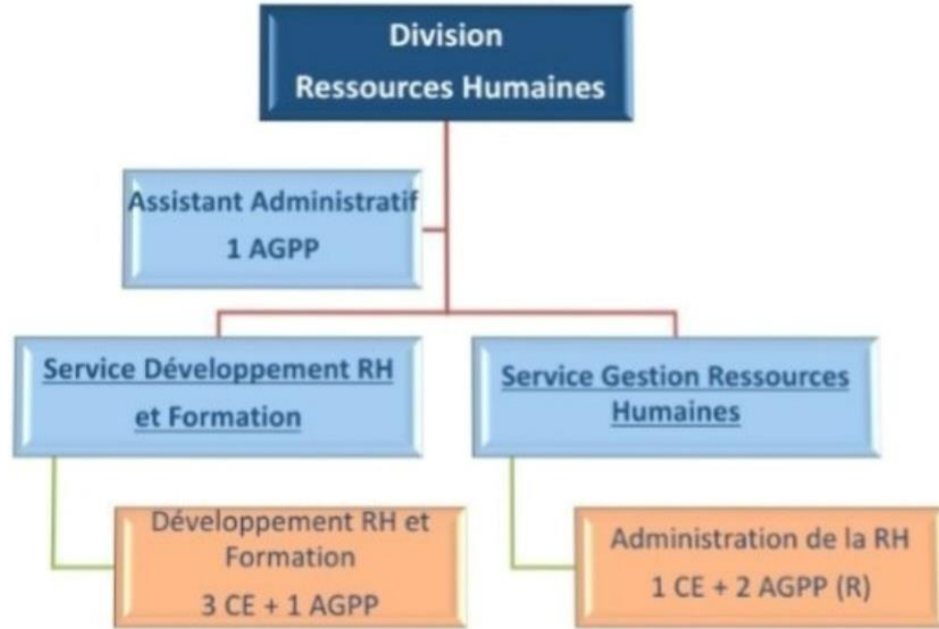 Division
Ressources Humaines
Assistant Administratif
1 AGPP
Service Développement RH
et Formation
Service Gestion Ressources
Humaines
Développement RH et
Formation
3 CE + 1 AGPP
Administration de la RH
1 CE + 2 AGPP (R)